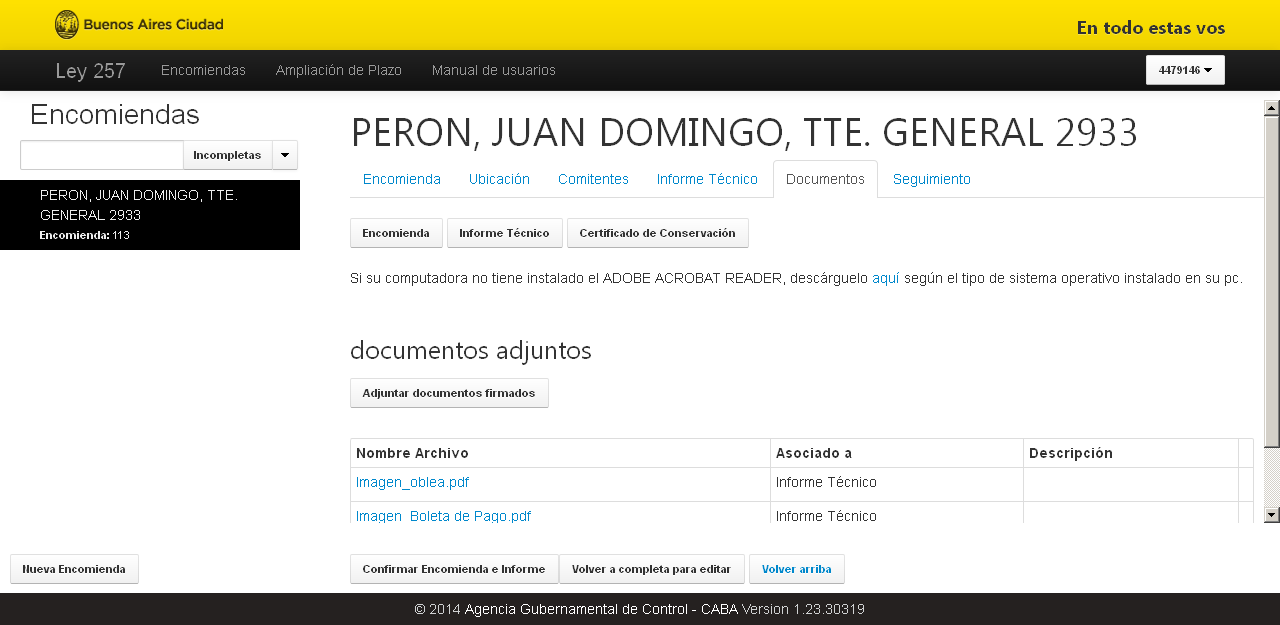 Buenos Aires Ciudad
En todo estas vos
Ley 257 Encomiendas Ampliación de Plazo Manual de usuarios 4479146
Encomiendas
Incompletas
PERON, JUAN DOMINGO, TTE.
GENERAL 2933
Encomienda: 113
PERON, JUAN DOMINGO, TTE. GENERAL 2933
Encomienda Ubicación Comitentes Informe Técnico Documentos Seguimiento
Encomienda Informe Técnico Certificado de Conservación
Si su computadora no tiene instalado el ADOBE ACROBAT READER, descárguelo aquí según el tipo de sistema operativo instalado en su pc.
documentos adjuntos
Adjuntar documentos firmados
Nombre Archivo Asociado a Descripción
Imagen_oblea.pdf Informe Técnico
Imagen_Boleta de Pago.pdf Informe Técnico
Nueva Encomienda Confirmar Encomienda e Informe Volver a completa para editar Volver arriba
© 2014 Agencia Gubernamental de Control - CABA Version 1.23.30319